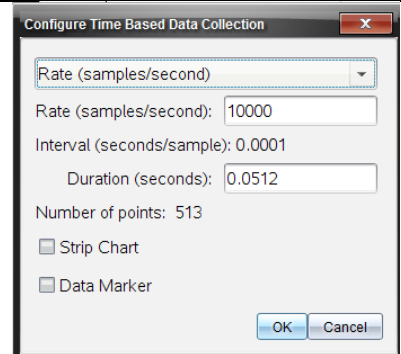 Configure Time Based Data Collection
Rate (samples/second)
Rate (samples/second): 10000
Interval (seconds/sample): 0.0001
Duration (seconds): 0.0512
Number of points: 513
Strip Chart
Data Marker
OK Cancel